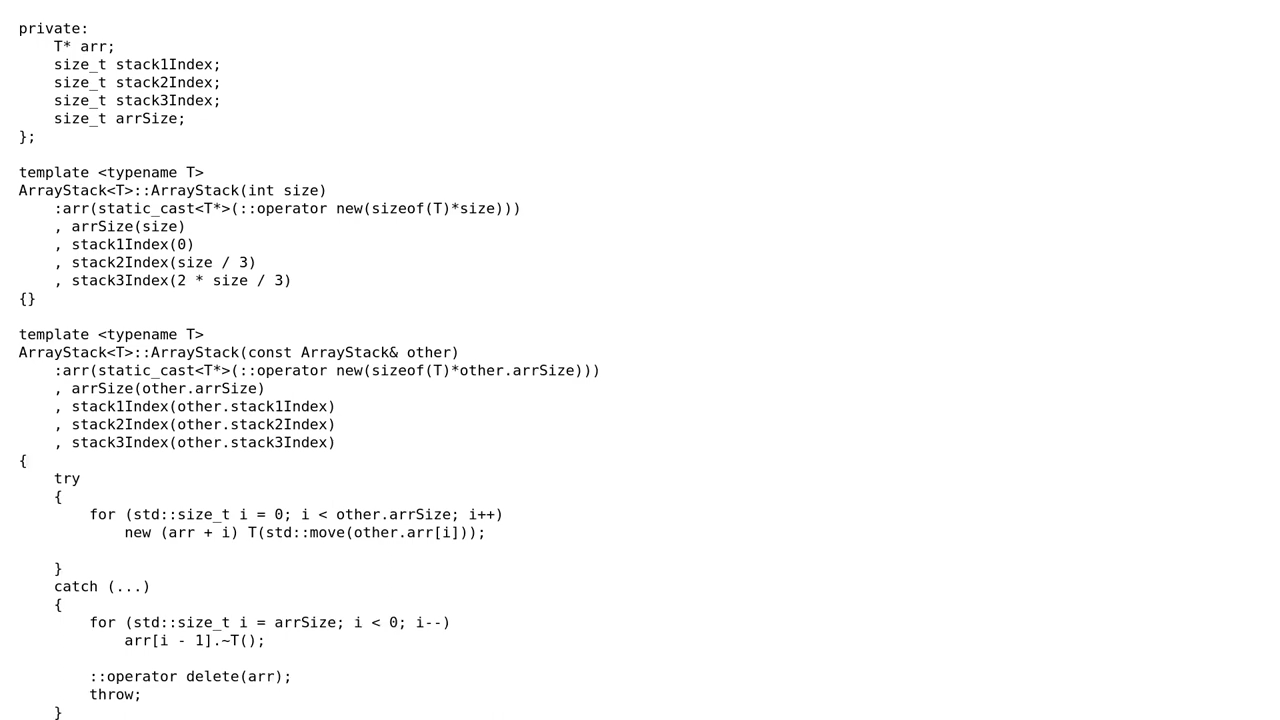 private:
    T* arr;
    size_t stack1Index;
    size_t stack2Index;
    size_t stack3Index;
    size_t arrSize;
};

template <typename T>
ArrayStack<T>::ArrayStack(int size)
    :arr(static_cast<T*>(::operator new(sizeof(T)*size)))
    , arrSize(size)
    , stack1Index(0)
    , stack2Index(size / 3)
    , stack3Index(2 * size / 3)
{}

template <typename T>
ArrayStack<T>::ArrayStack(const ArrayStack& other)
    :arr(static_cast<T*>(::operator new(sizeof(T)*other.arrSize)))
    , arrSize(other.arrSize)
    , stack1Index(other.stack1Index)
    , stack2Index(other.stack2Index)
    , stack3Index(other.stack3Index)
{
    try
    {
        for (std::size_t i = 0; i < other.arrSize; i++)
            new (arr + i) T(std::move(other.arr[i]));

    }
    catch (...)
    {
        for (std::size_t i = arrSize; i < 0; i--)
            arr[i - 1].~T();

        ::operator delete(arr);
        throw;
    }